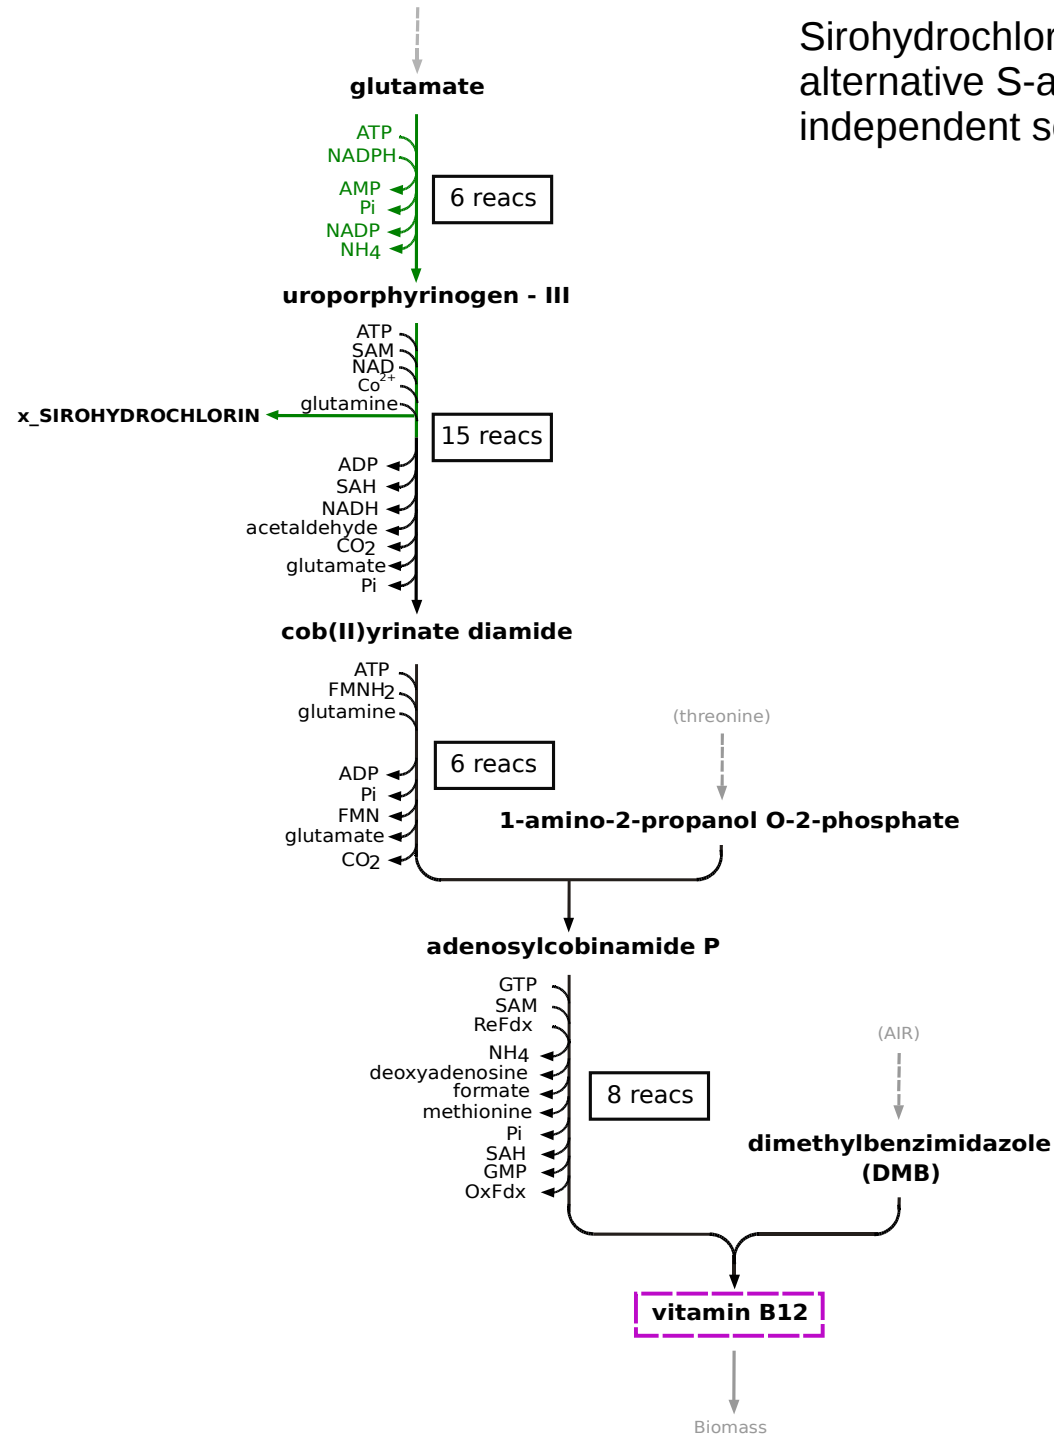 Sirohydrochlor
alternative S-a
independent s
glutamate
ATP
NADPH
AMP
Pi
NADP
NH4
6 reacs
uroporphyrinogen - III
ATP
SAM
NAD
Co2+
glutamine
x_SIROHYDROCHLORIN
15 reacs
ADP
SAH
NADH
acetaldehyde
CO2
glutamate
Pi
cob(II)yrinate diamide
ATP
FMNH2
glutamine
(threonine)
6 reacs
ADP
Pi
FMN
glutamate
CO2
1-amino-2-propanol O-2-phosphate
adenosylcobinamide P
GTP
SAM
ReFdx
NH4
deoxyadenosine
formate
methionine
Pi
SAH
GMP
OxFdx
8 reacs
(AIR)
dimethylbenzimidazole
(DMB)
vitamin B12
Biomass